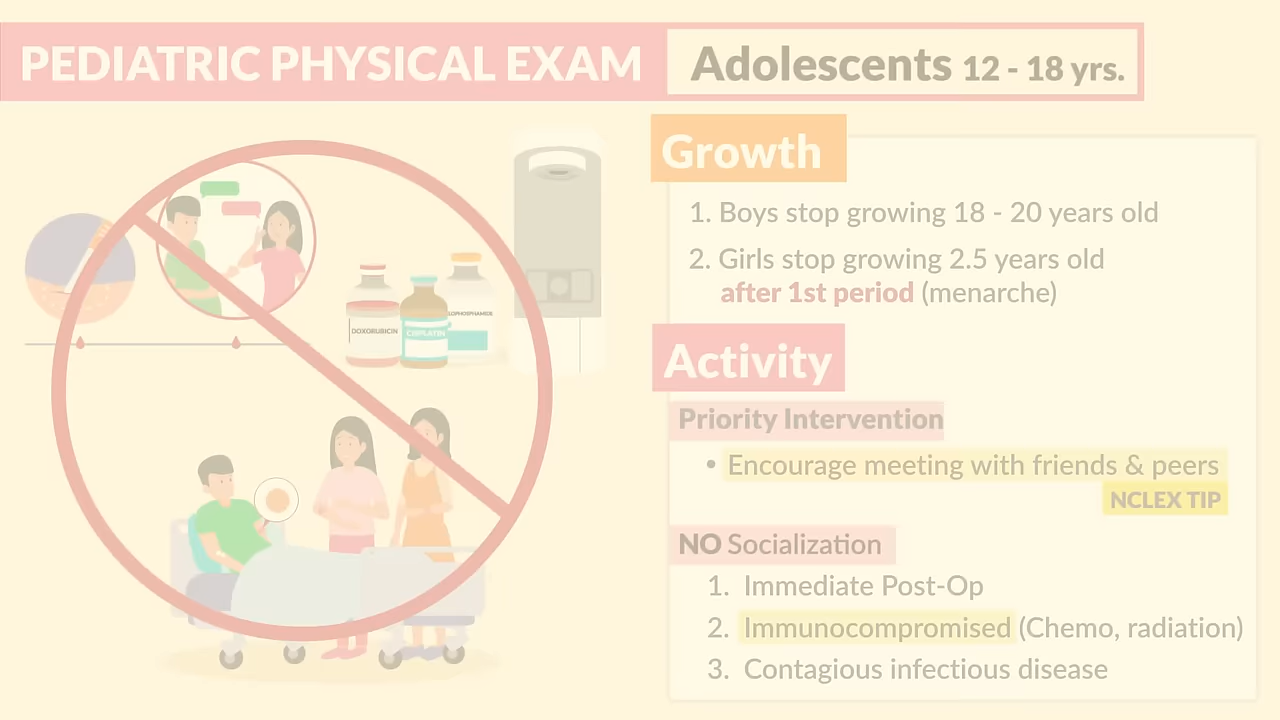 PEDIATRIC PHYSICAL EXAM
Adolescents 12 - 18 yrs.
Growth
1. Boys stop growing 18 - 20 years old
2. Girls stop growing 2.5 years old
after 1st period (menarche)
Activity
Priority Intervention
• Encourage meeting with friends & peers
NCLEX TIP
NO Socialization
1. Immediate Post-Op
2. Immunocompromised (Chemo, radiation)
3. Contagious infectious disease
DOXORUBICIN
CISPLATIN